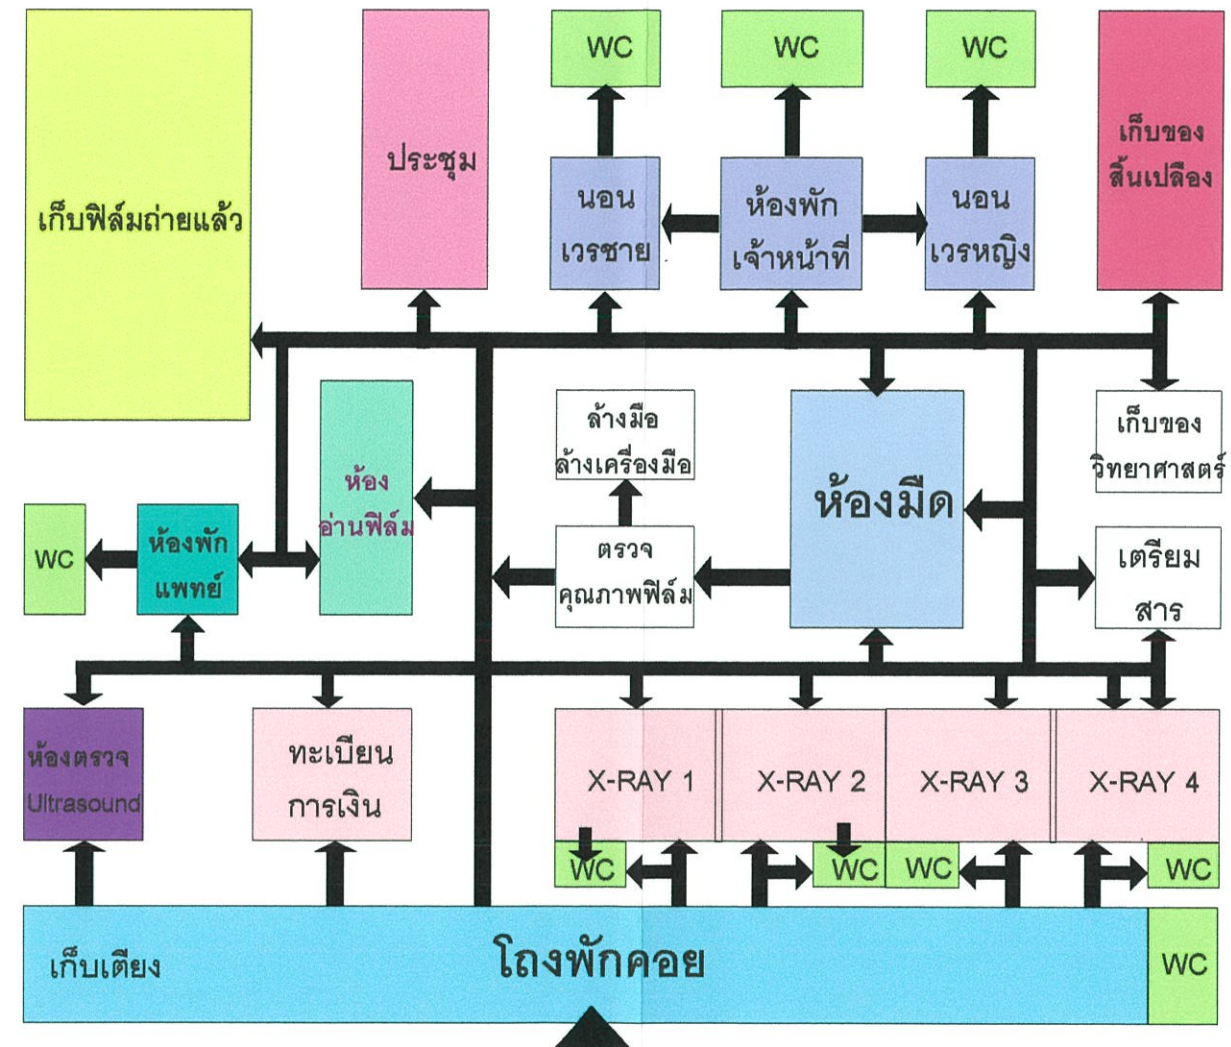 WC
WC
WC
เก็บของ
สิ้นเปลือง
ประชุม
เก็บฟิล์มถ่ายแล้ว
นอน
เวรชาย
ห้องพัก
เจ้าหน้าที่
นอน
เวรหญิง
ล้างมือ
ล้างเครื่องมือ
เก็บของ
วิทยาศาสตร์
ห้อง
อ่านฟิล์ม
ห้องมืด
WC
ห้องพัก
แพทย์
ตรวจ
คุณภาพฟิล์ม
เตรียม
สาร
ห้องตรวจ
Ultrasound
ทะเบียน
การเงิน
X-RAY 1
X-RAY 2
X-RAY 3
X-RAY 4
WC
WC
WC
WC
เก็บเตียง
โถงพักคอย
WC